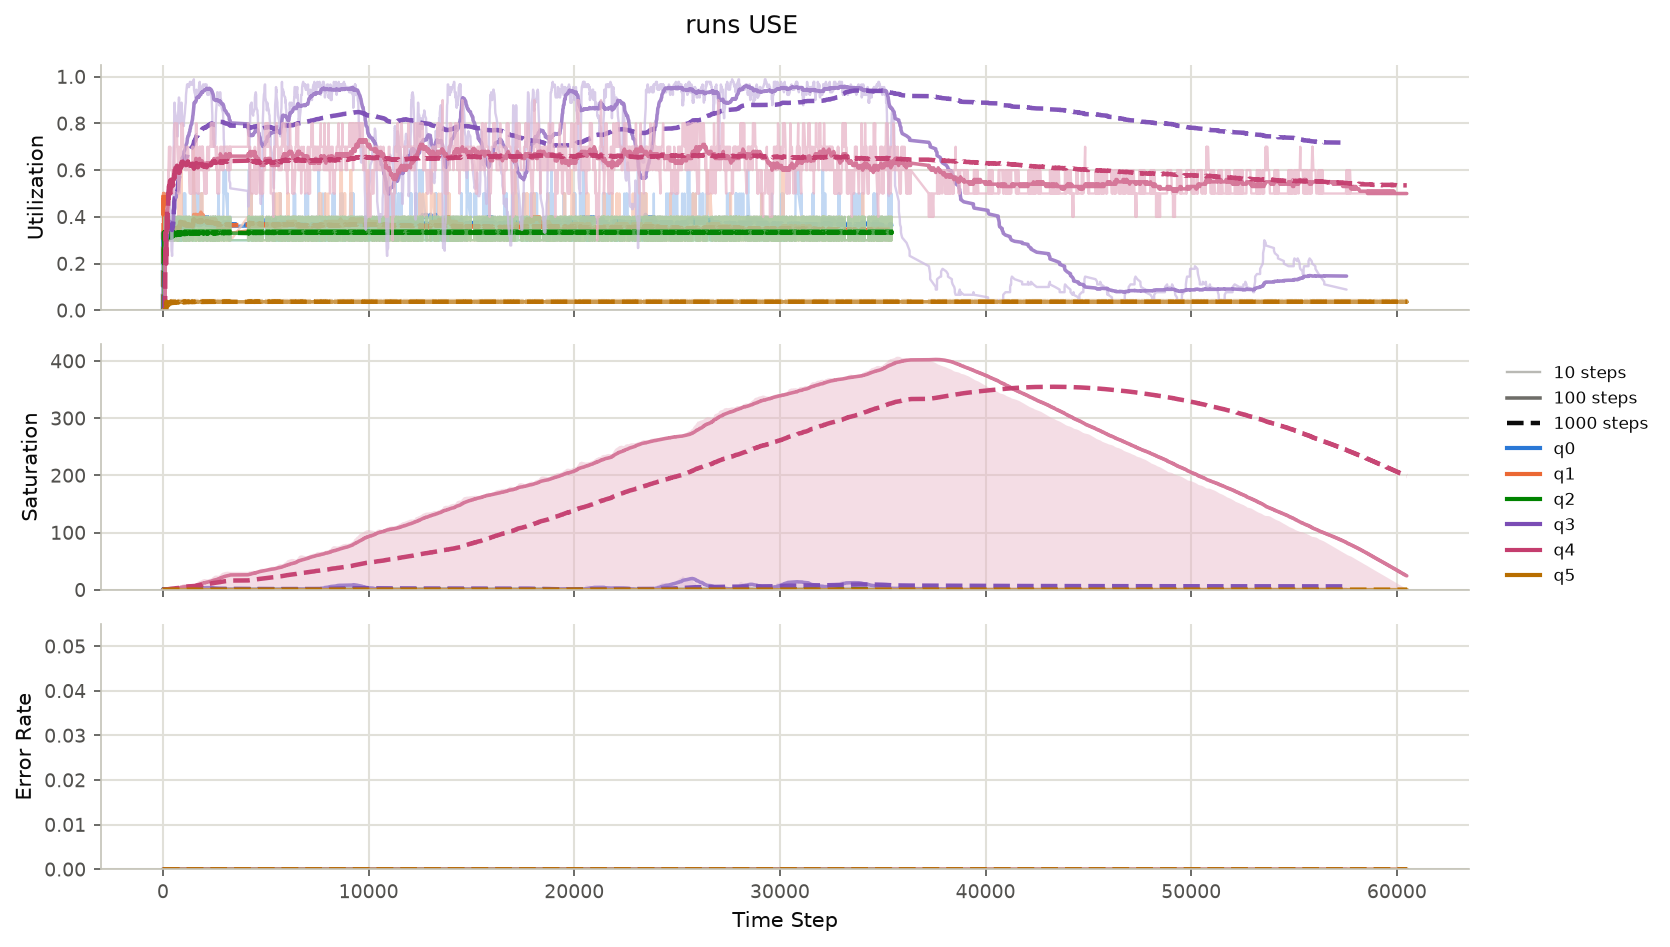 runs USE
Utilization
1.0
0.8
0.6
0.4
0.2
0.0
Saturation
400
300
200
100
0
10 steps
100 steps
1000 steps
q0
q1
q2
q3
q4
q5
Error Rate
0.05
0.04
0.03
0.02
0.01
0.00
0 10000 20000 30000 40000 50000 60000
Time Step